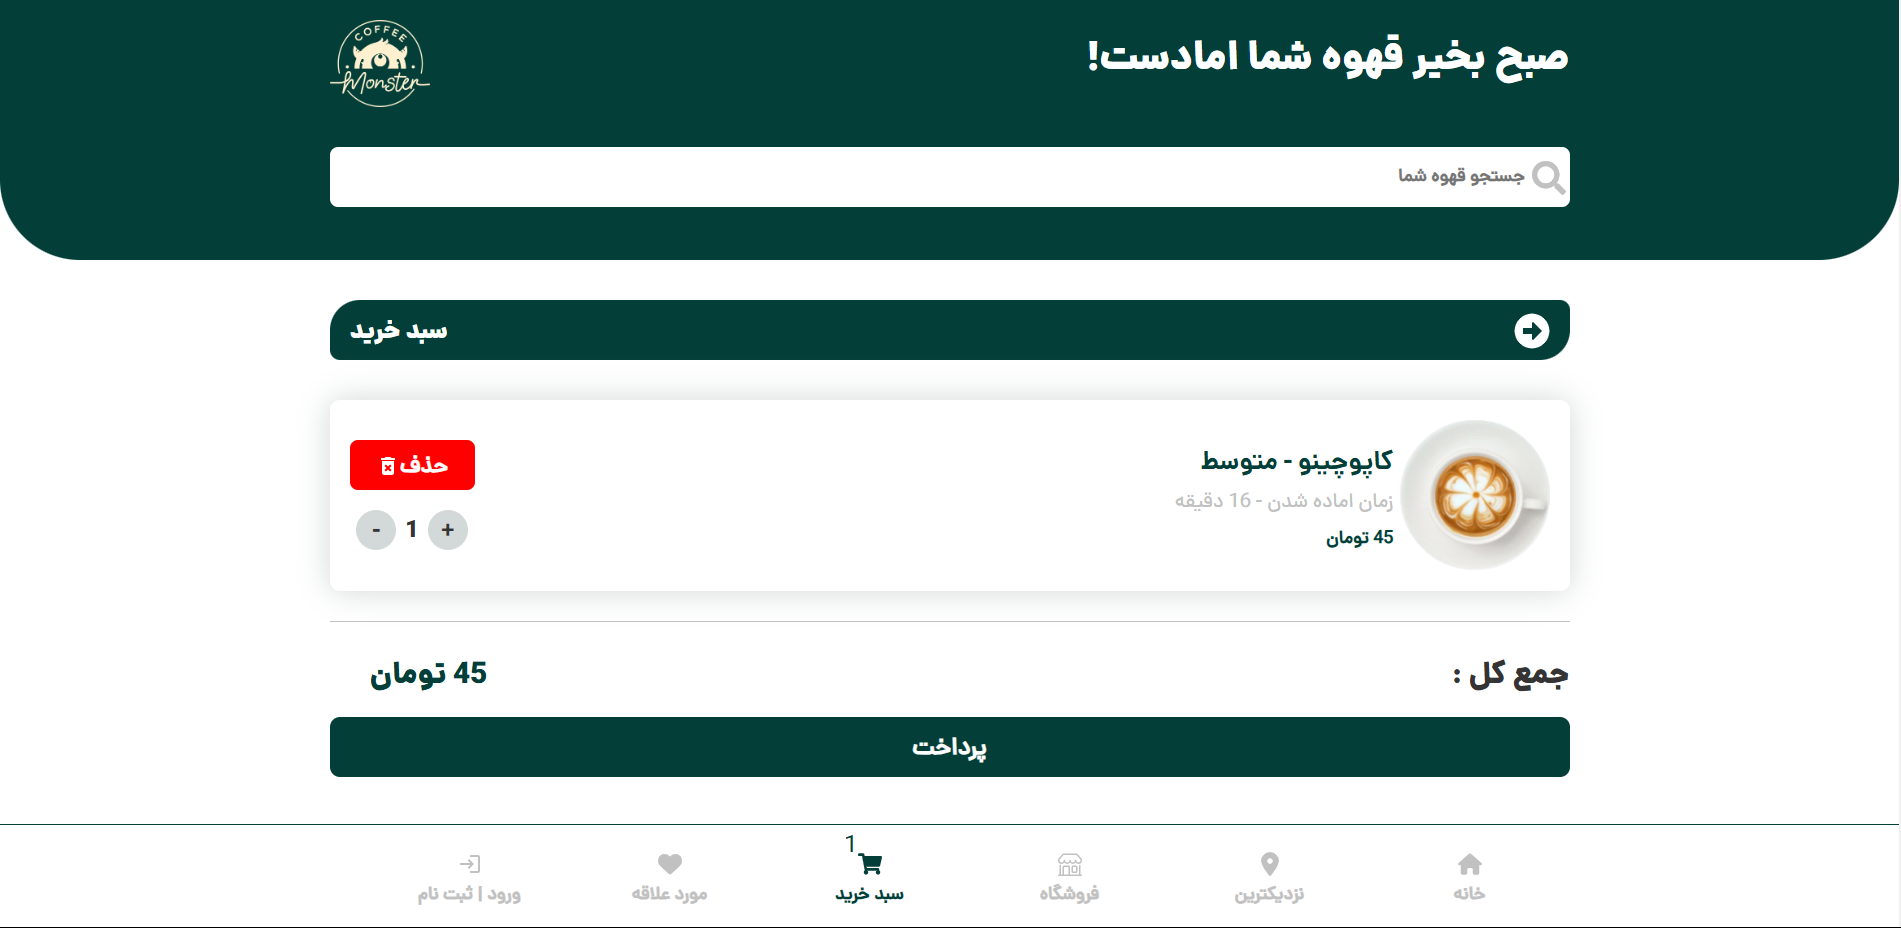 صبح بخیر قهوه شما امادست!
COFFEE
Monster
جستجو قهوه شما
سبد خرید
کاپوچینو - متوسط
زمان اماده شدن - 16 دقیقه
45 تومان
حذف
+ 1 -
جمع کل :
45 تومان
پرداخت
خانه
نزدیکترین
فروشگاه
1
سبد خرید
مورد علاقه
ورود | ثبت نام